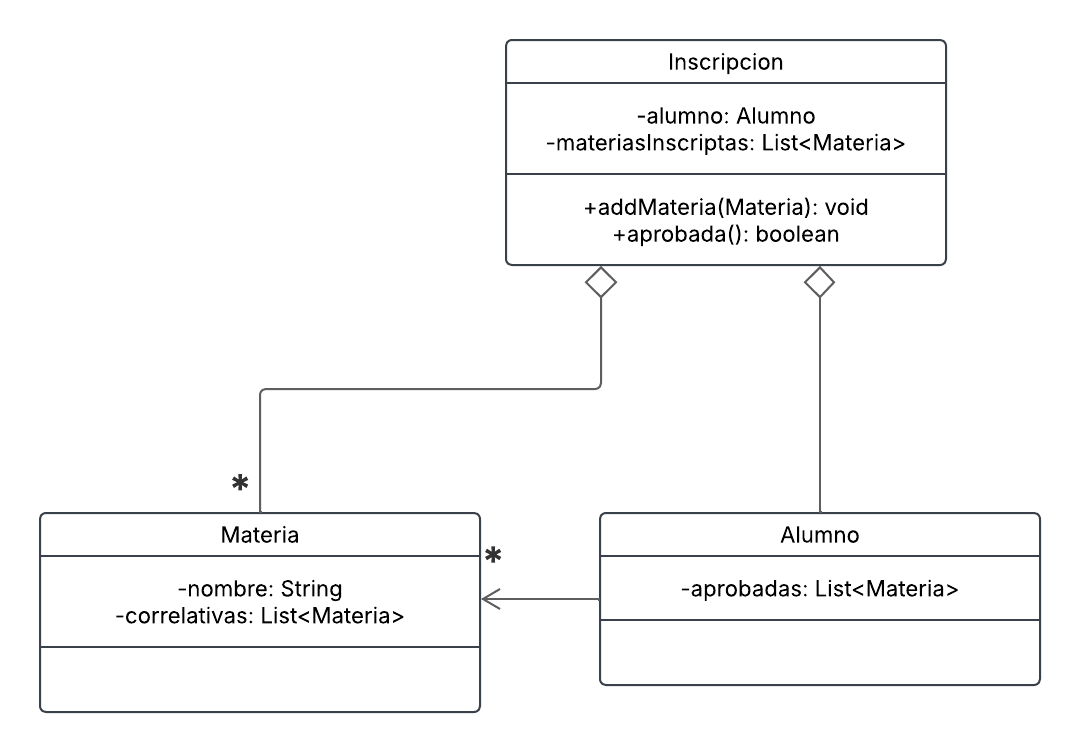 Inscripcion
-alumno: Alumno
-materiasInscriptas: List<Materia>
+addMateria(Materia): void
+aprobada(): boolean
*
Materia
-nombre: String
-correlativas: List<Materia>
*
Alumno
-aprobadas: List<Materia>